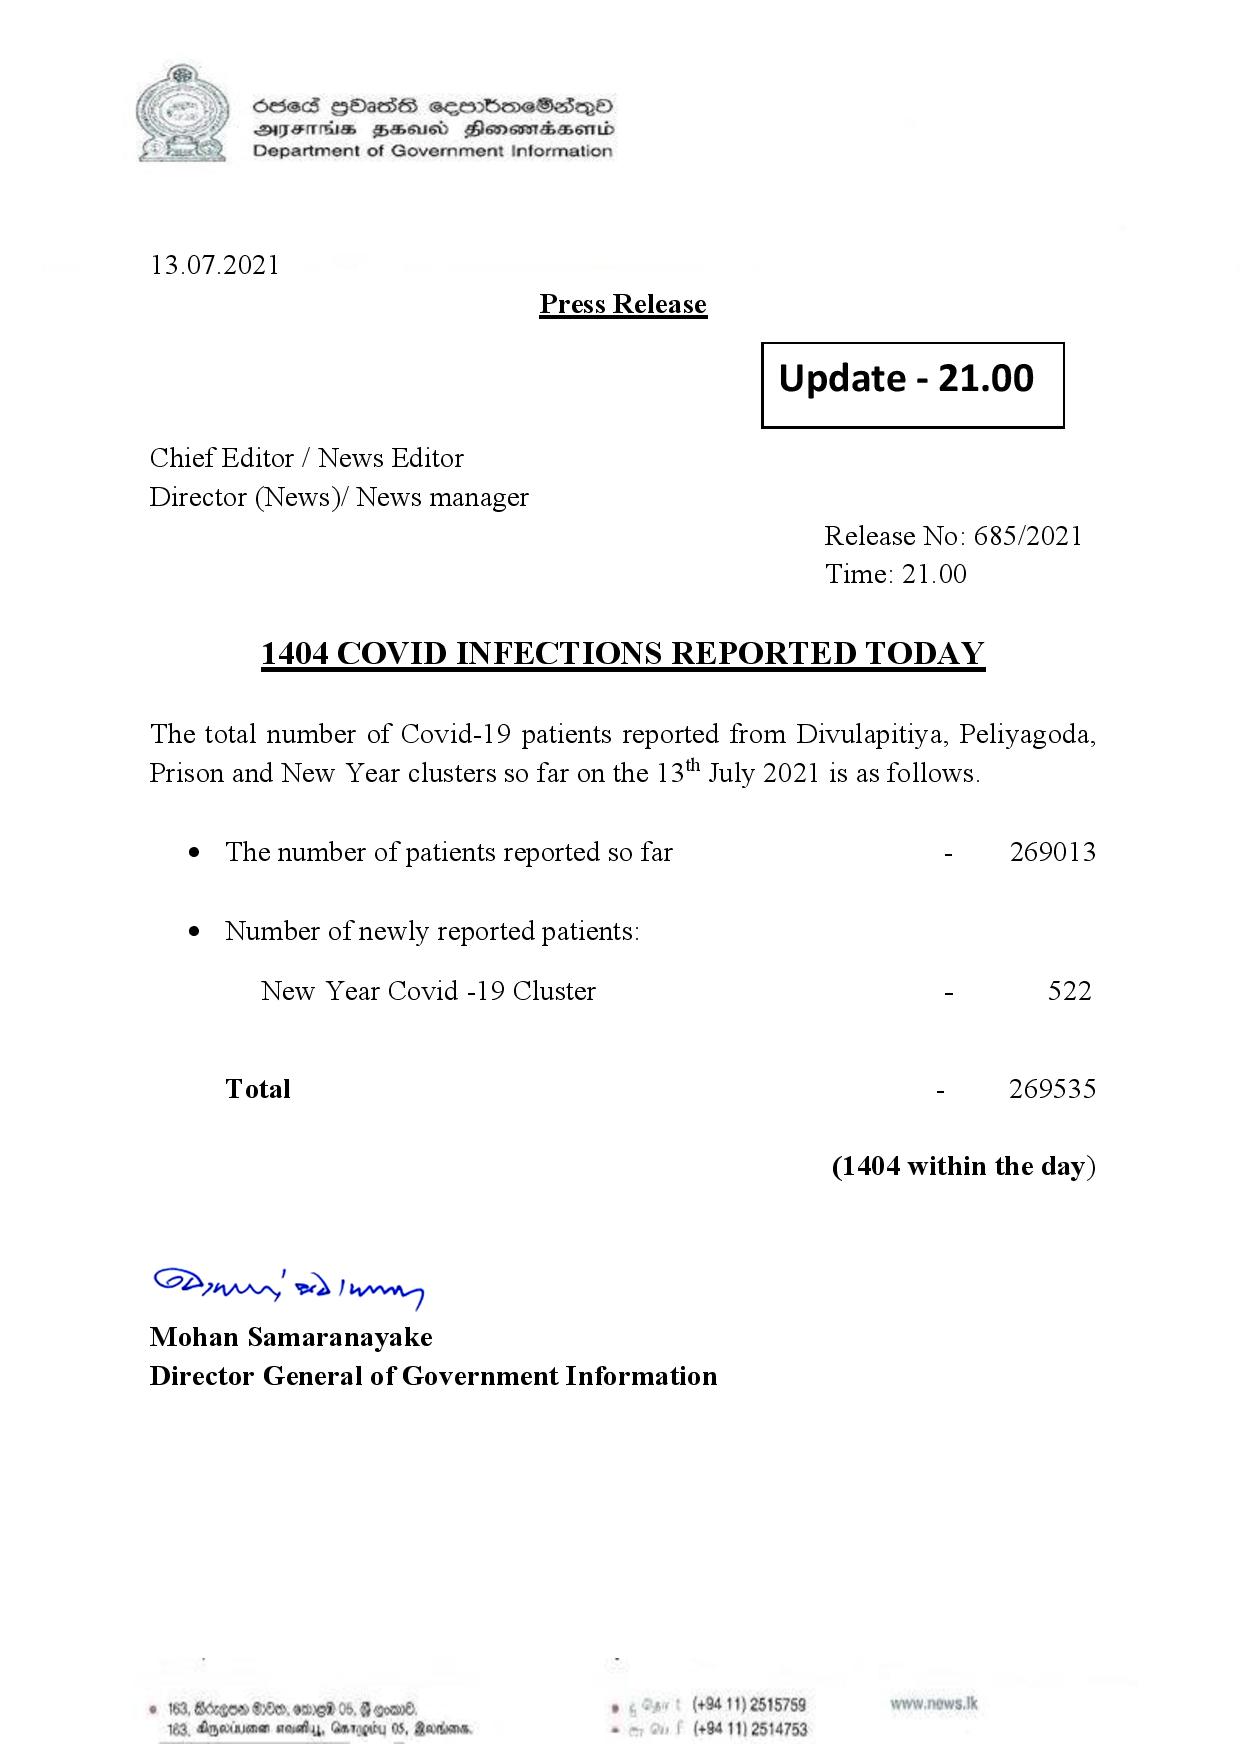 රජයේ ප්‍රවෘත්ති දෙපාර්තමේන්තුව
அரசாங்க தகவல் திணைக்களம்
Department of Government Information
13.07.2021
Press Release
Update - 21.00
Chief Editor / News Editor
Director (News)/ News manager
Release No: 685/2021
Time: 21.00
1404 COVID INFECTIONS REPORTED TODAY
The total number of Covid-19 patients reported from Divulapitiya, Peliyagoda,
Prison and New Year clusters so far on the 13th July 2021 is as follows.
• The number of patients reported so far - 269013
• Number of newly reported patients:
New Year Covid -19 Cluster - 522
Total - 269535
(1404 within the day)
Mohan Samaranayake
Director General of Government Information
163, කිරුළපන මාවත, කොළඹ 05, ශ්‍රී ලංකාව.
163, கிருலப்பனை எவனியூ, கொழும்பு 05, இலங்கை.
(+94 11) 2515759
(+94 11) 2514753
www.news.lk